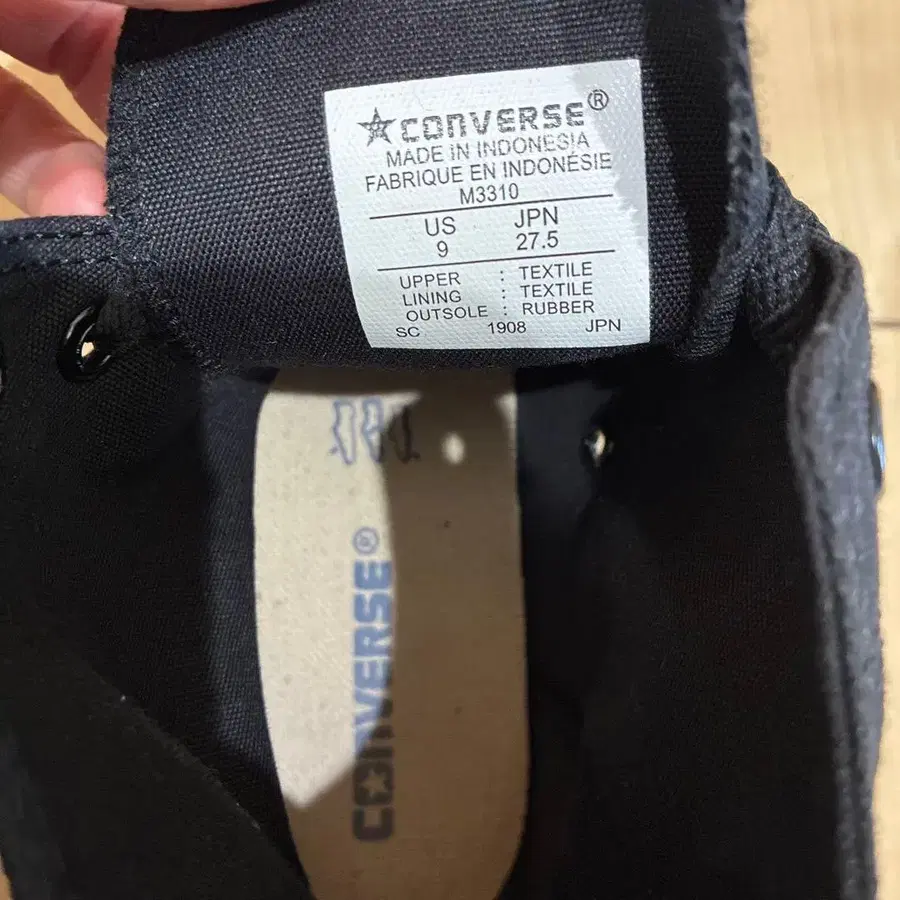 CONVERSE®
MADE IN INDONESIA
FABRIQUE EN INDONÉSIE
M3310
US JPN
9 27.5
UPPER : TEXTILE
LINING : TEXTILE
OUTSOLE : RUBBER
SC 1908 JPN
CONVERSE®